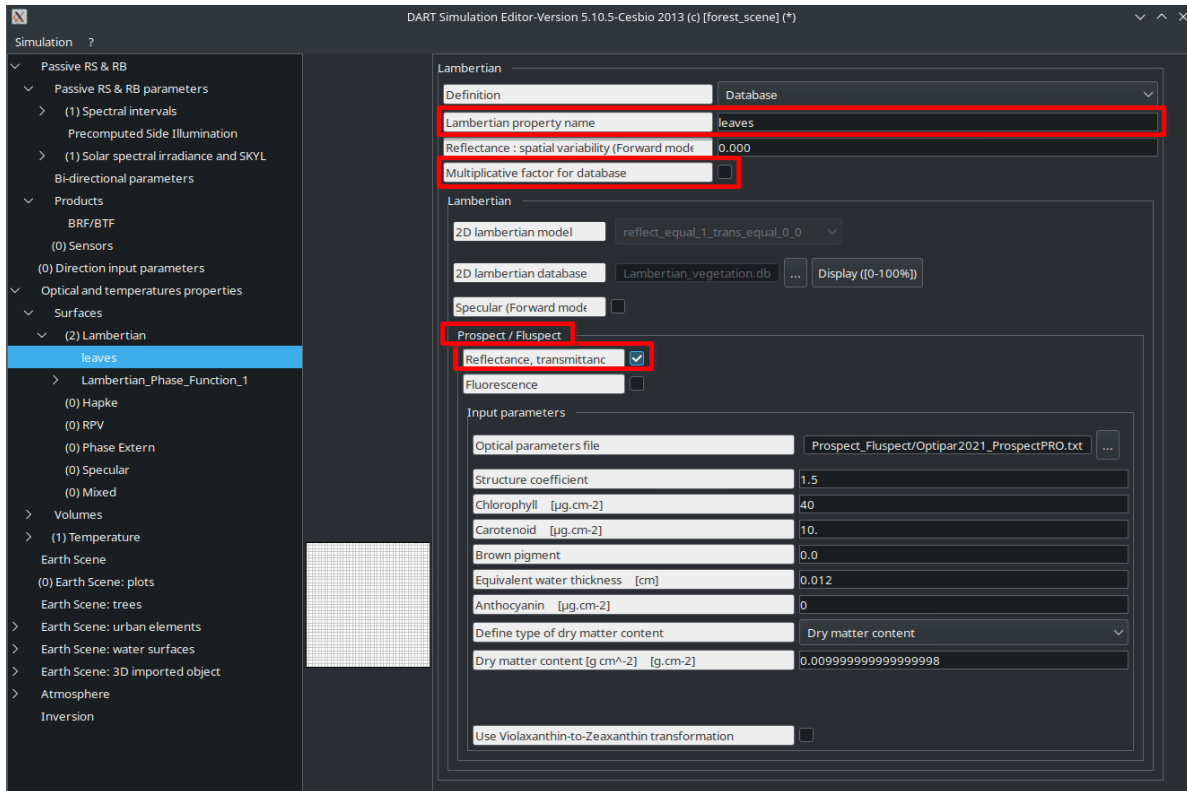 DART Simulation Editor-Version 5.10.5-Cesbio 2013 (c) [forest_scene] (*)
Simulation ?
Passive RS & RB
Passive RS & RB parameters
(1) Spectral intervals
Precomputed Side Illumination
(1) Solar spectral irradiance and SKYL
Bi-directional parameters
Products
BRF/BTF
(0) Sensors
(0) Direction input parameters
Optical and temperatures properties
Surfaces
(2) Lambertian
leaves
Lambertian_Phase_Function_1
(0) Hapke
(0) RPV
(0) Phase Extern
(0) Specular
(0) Mixed
Volumes
(1) Temperature
Earth Scene
(0) Earth Scene: plots
Earth Scene: trees
Earth Scene: urban elements
Earth Scene: water surfaces
Earth Scene: 3D imported object
Atmosphere
Inversion
Lambertian
Definition Database
Lambertian property name leaves
Reflectance : spatial variability (Forward mode 0.000
Multiplicative factor for database
Lambertian
2D lambertian model reflect_equal_1_trans_equal_0_0
2D lambertian database Lambertian_vegetation.db ... Display ([0-100%])
Specular (Forward mode
Prospect / Fluspect
Reflectance, transmittanc
Fluorescence
Input parameters
Optical parameters file Prospect_Fluspect/Optipar2021_ProspectPRO.txt ...
Structure coefficient 1.5
Chlorophyll [µg.cm-2] 40
Carotenoid [µg.cm-2] 10.
Brown pigment 0.0
Equivalent water thickness [cm] 0.012
Anthocyanin [µg.cm-2] 0
Define type of dry matter content Dry matter content
Dry matter content [g cm^-2] [g.cm-2] 0.009999999999999998
Use Violaxanthin-to-Zeaxanthin transformation